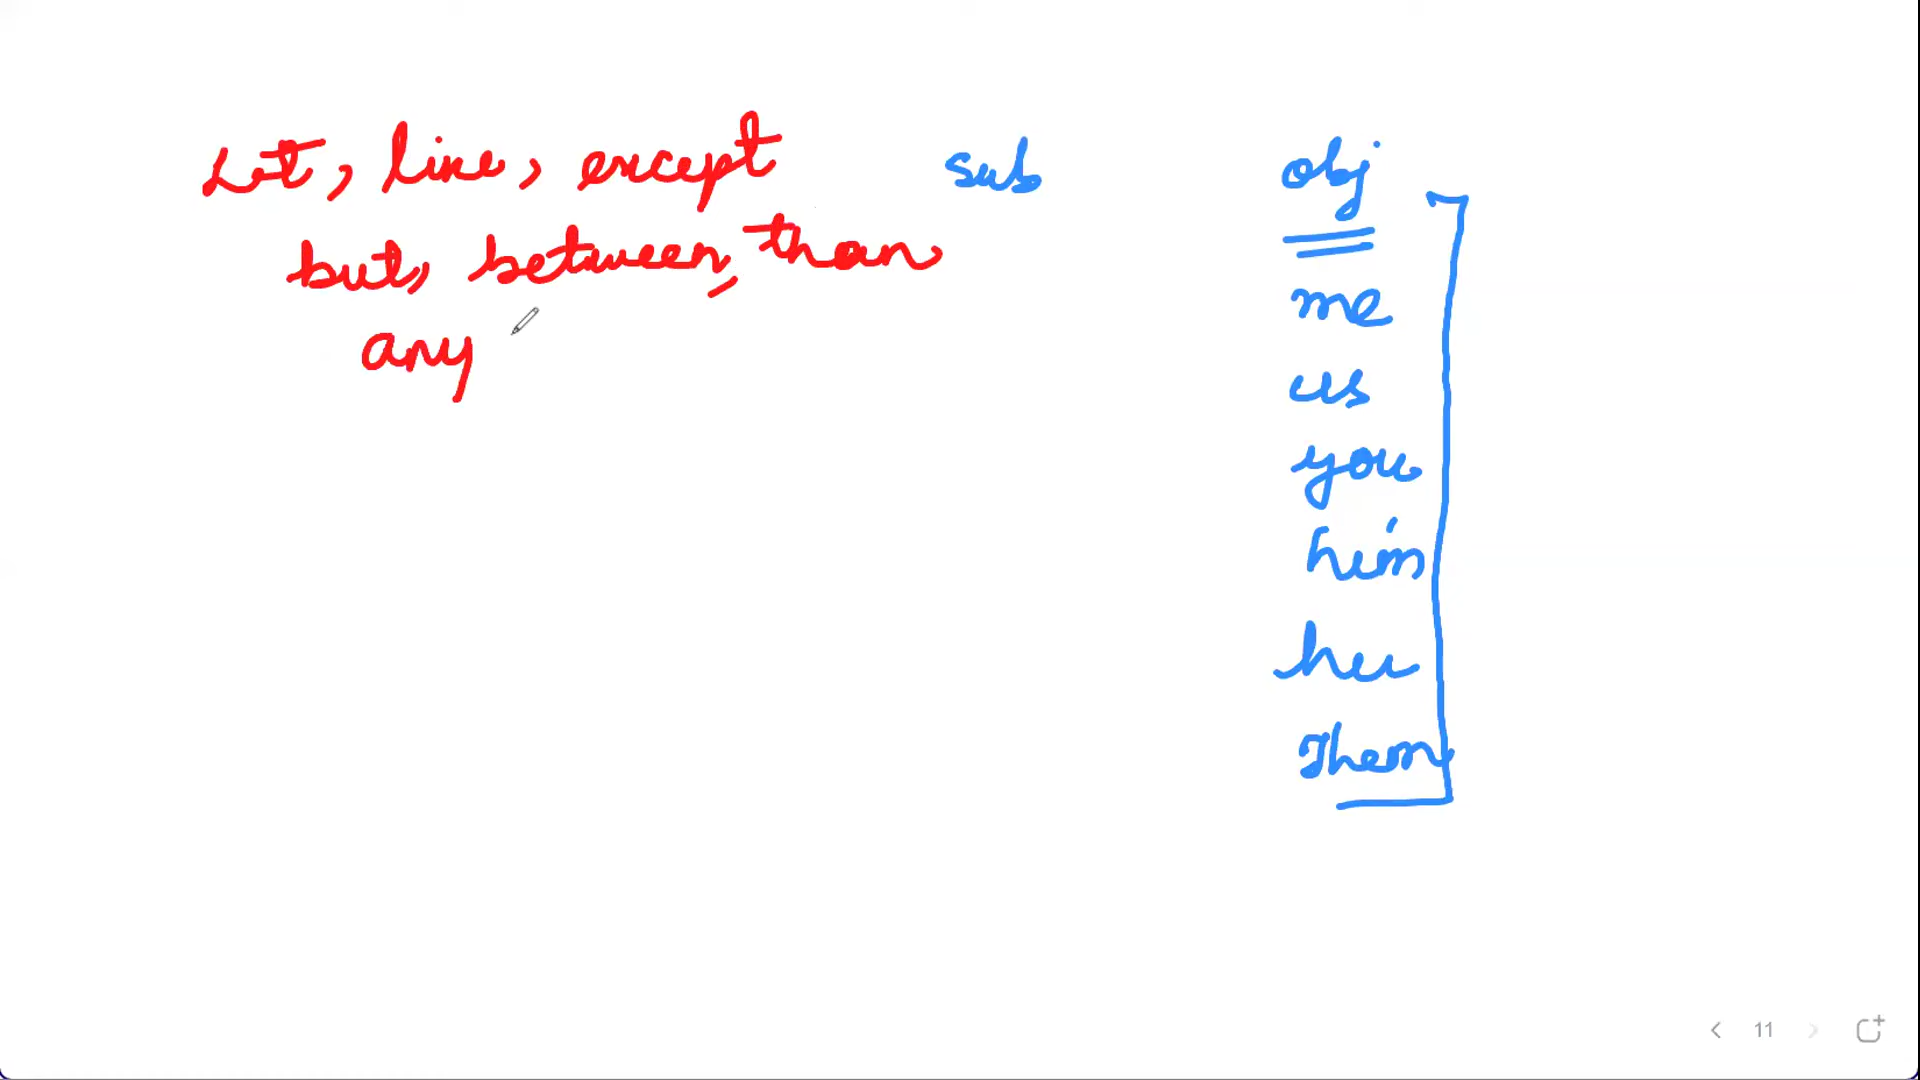 Let, like, except
but, between, than
any
sub
obj
me
us
you
him
her
Them
11